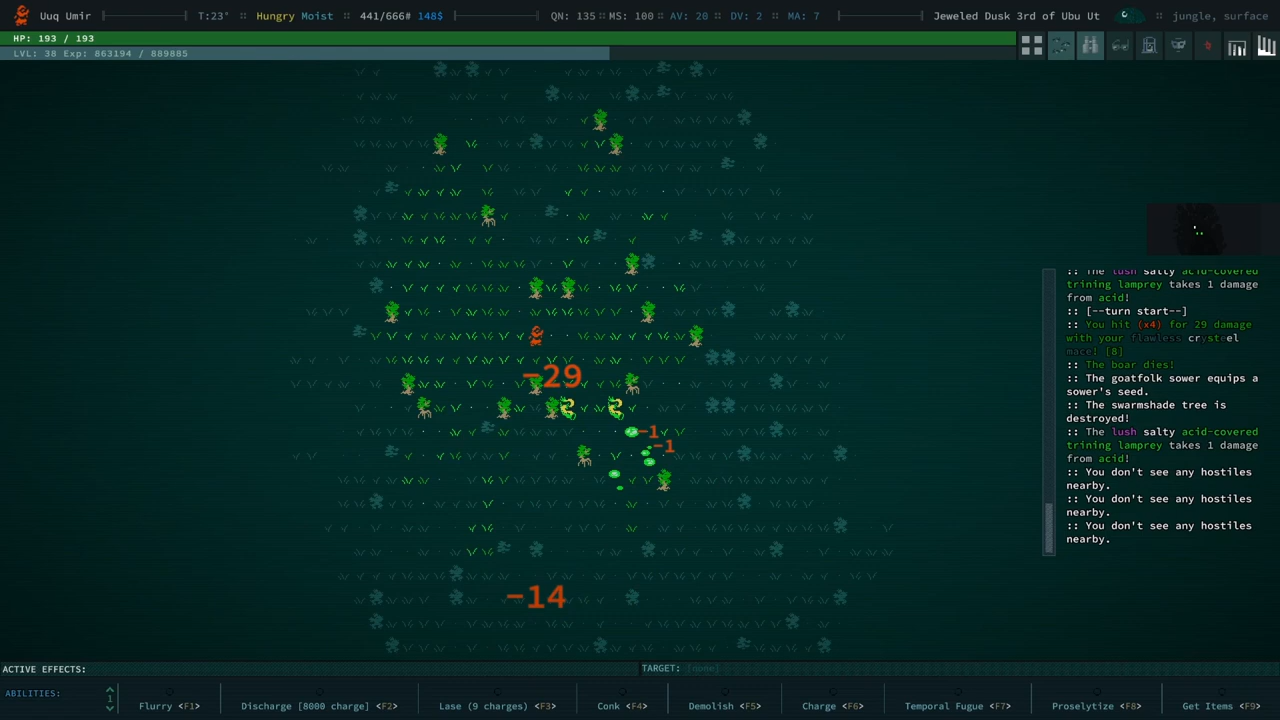 Uuq Umir T:23° :: Hungry Moist :: 441/666# 148$ QN: 135 :: MS: 100 :: AV: 20 :: DV: 2 :: MA: 7 Jeweled Dusk 3rd of Ubu Ut :: jungle, surface
HP: 193 / 193
LVL: 38 Exp: 863194 / 889885
:: The lush salty acid-covered
trining lamprey takes 1 damage
from acid!
:: [--turn start--]
:: You hit (x4) for 29 damage
with your flawless crysteel
mace! [8]
:: The boar dies!
:: The goatfolk sower equips a
sower's seed.
:: The swarmshade tree is
destroyed!
:: The lush salty acid-covered
trining lamprey takes 1 damage
from acid!
:: You don't see any hostiles
nearby.
:: You don't see any hostiles
nearby.
:: You don't see any hostiles
nearby.
-29
-1
-1
-14
ACTIVE EFFECTS: TARGET: [none]
ABILITIES: 1 Flurry <F1> Discharge [8000 charge] <F2> Lase (9 charges) <F3> Conk <F4> Demolish <F5> Charge <F6> Temporal Fugue <F7> Proselytize <F8> Get Items <F9>